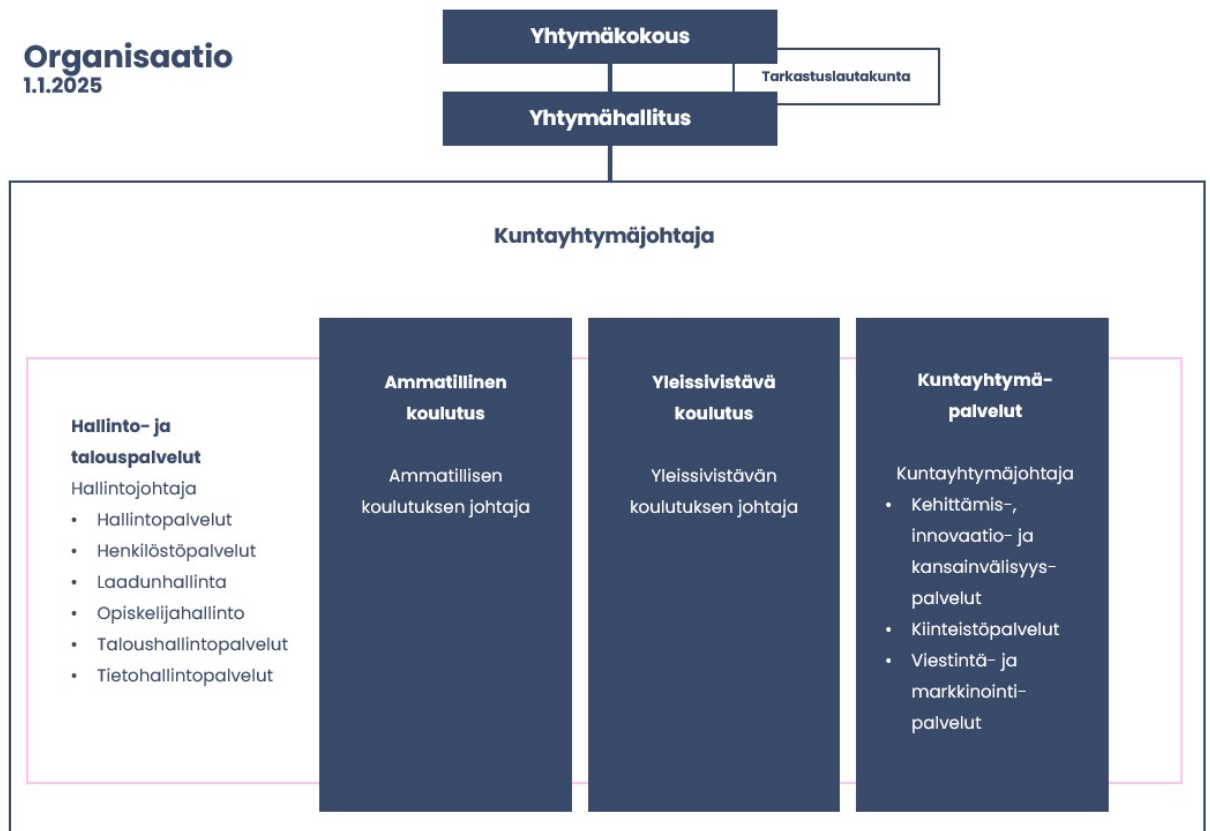 Organisaatio
1.1.2025
Yhtymäkokous
Tarkastuslautakunta
Yhtymähallitus
Kuntayhtymäjohtaja
Hallinto- ja
talouspalvelut
Hallintojohtaja
• Hallintopalvelut
• Henkilöstöpalvelut
• Laadunhallinta
• Opiskelijahallinto
• Taloushallintopalvelut
• Tietohallintopalvelut
Ammatillinen
koulutus
Ammatillisen
koulutuksen johtaja
Yleissivistävä
koulutus
Yleissivistävän
koulutuksen johtaja
Kuntayhtymä-
palvelut
Kuntayhtymäjohtaja
• Kehittämis-,
innovaatio- ja
kansainvälisyys-
palvelut
• Kiinteistöpalvelut
• Viestintä- ja
markkinointi-
palvelut